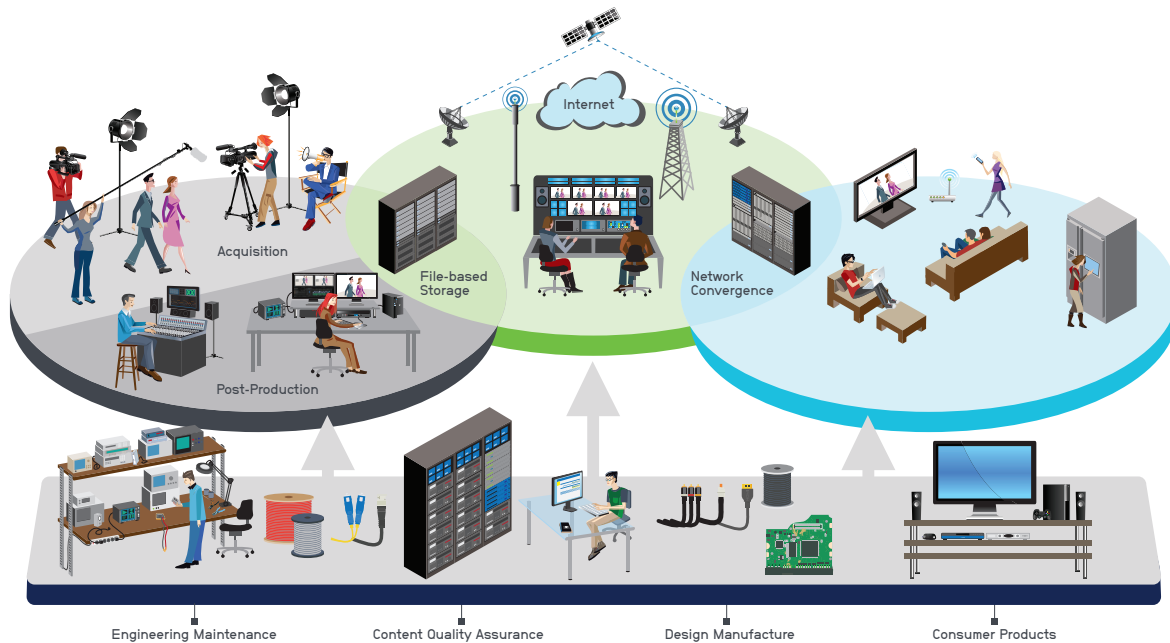 Internet
Acquisition
File-based
Storage
Network
Convergence
Post-Production
Engineering Maintenance
Content Quality Assurance
Design Manufacture
Consumer Products